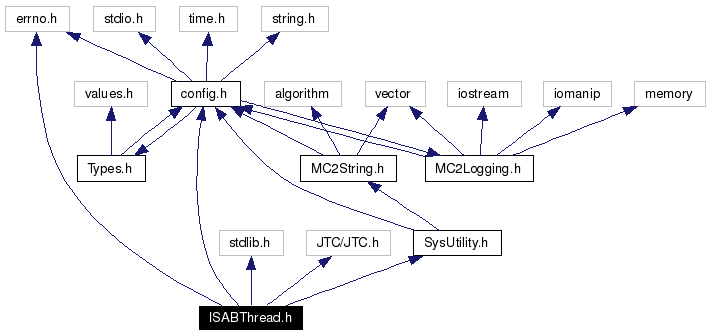 errno.h
stdio.h
time.h
string.h
values.h
config.h
algorithm
vector
iostream
iomanip
memory
Types.h
MC2String.h
MC2Logging.h
stdlib.h
JTC/JTC.h
SysUtility.h
ISABThread.h